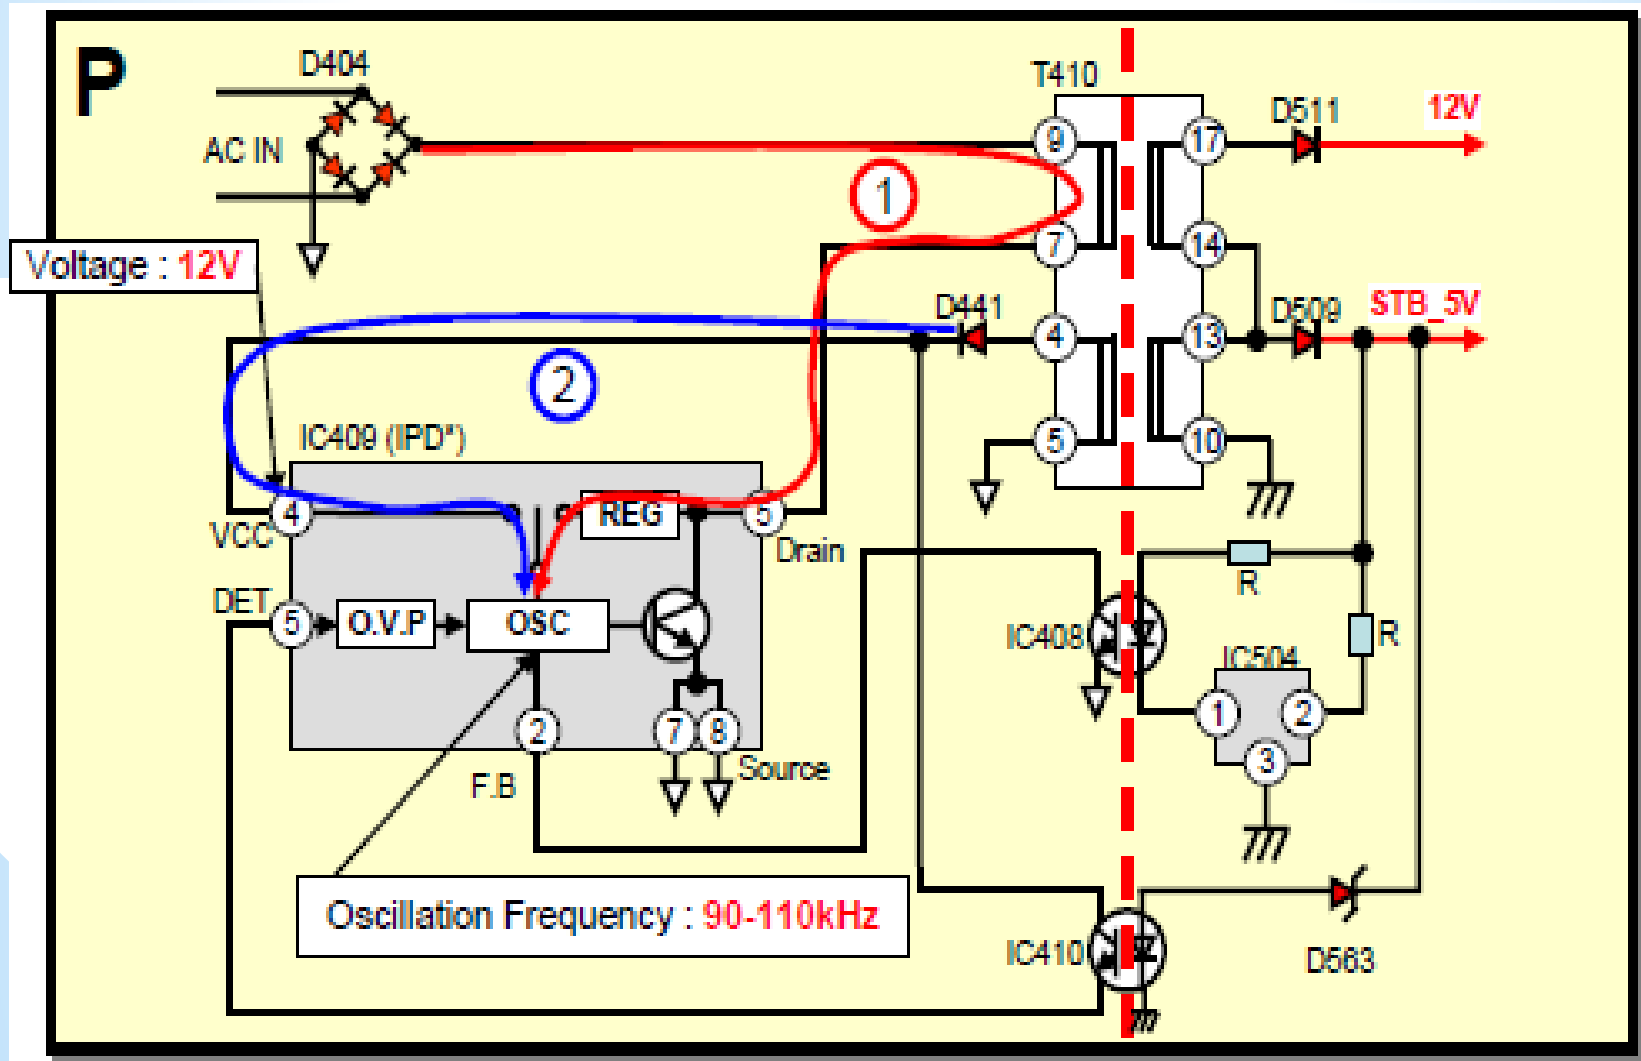 P
D404
T410
D511
12V
AC IN
9
17
1
7
14
Voltage : 12V
D441
D509
STB_5V
4
13
2
IC409 (IPD*)
5
10
4
REG
5
VCC
Drain
R
DET
5
O.V.P
OSC
IC408
R
IC504
1
2
2
7
8
3
F.B
Source
Oscillation Frequency : 90-110kHz
IC410
D563